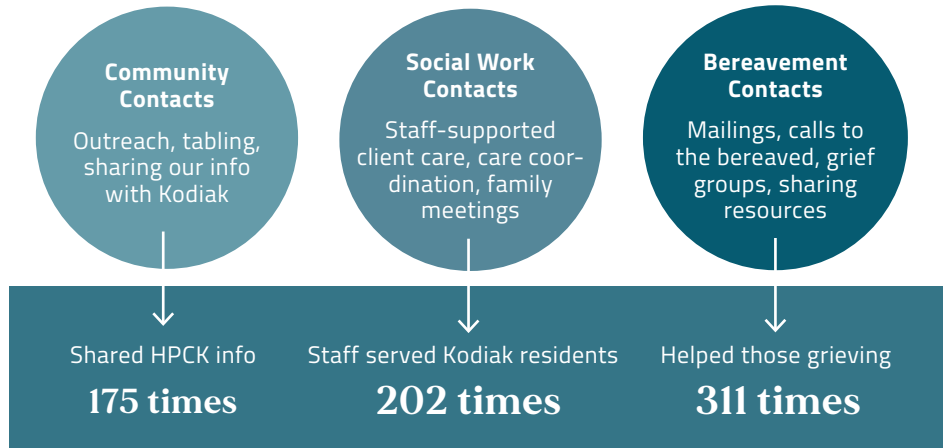 Community
Contacts
Outreach, tabling,
sharing our info
with Kodiak
Social Work
Contacts
Staff-supported
client care, care coor-
dination, family
meetings
Bereavement
Contacts
Mailings, calls to
the bereaved, grief
groups, sharing
resources
Shared HPCK info
175 times
Staff served Kodiak residents
202 times
Helped those grieving
311 times